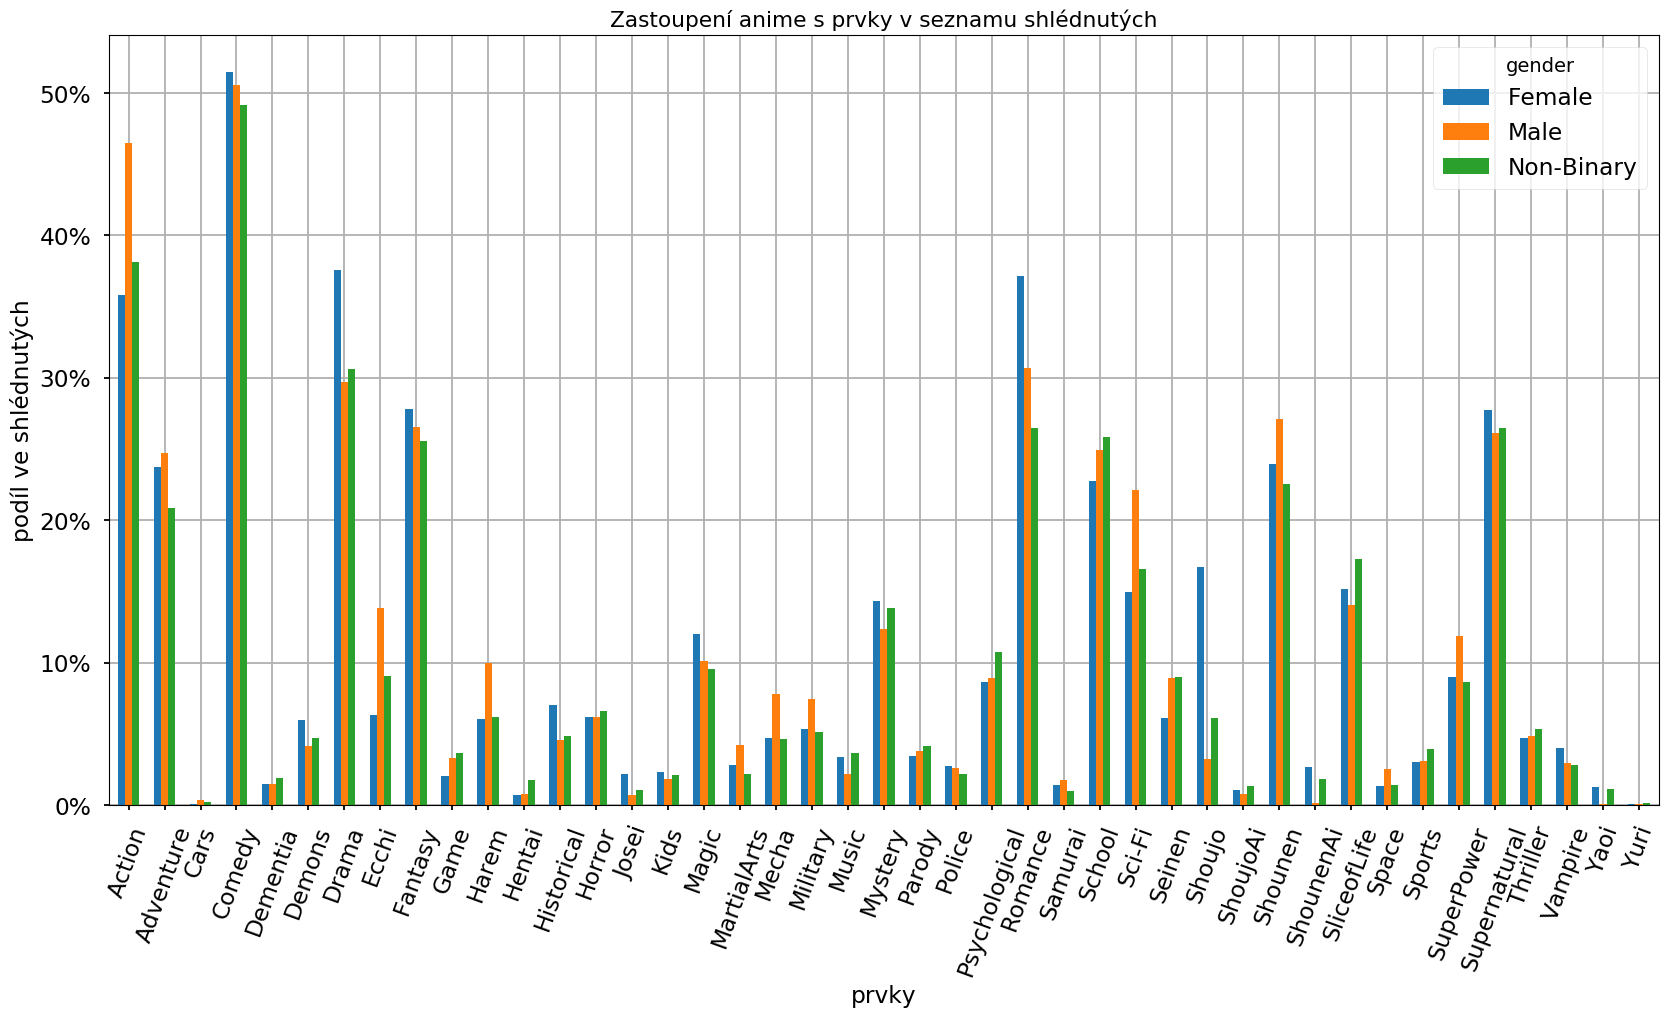 Zastoupení anime s prvky v seznamu shlédnutých
gender
Female
Male
Non-Binary
podíl ve shlédnutých
50%
40%
30%
20%
10%
0%
Action
Adventure
Cars
Comedy
Dementia
Demons
Drama
Ecchi
Fantasy
Game
Harem
Hentai
Historical
Horror
Josei
Kids
Magic
MartialArts
Mecha
Military
Music
Mystery
Parody
Police
Psychological
Romance
Samurai
School
Sci-Fi
Seinen
Shoujo
ShoujoAi
Shounen
ShounenAi
SliceofLife
Space
Sports
SuperPower
Supernatural
Thriller
Vampire
Yaoi
Yuri
prvky